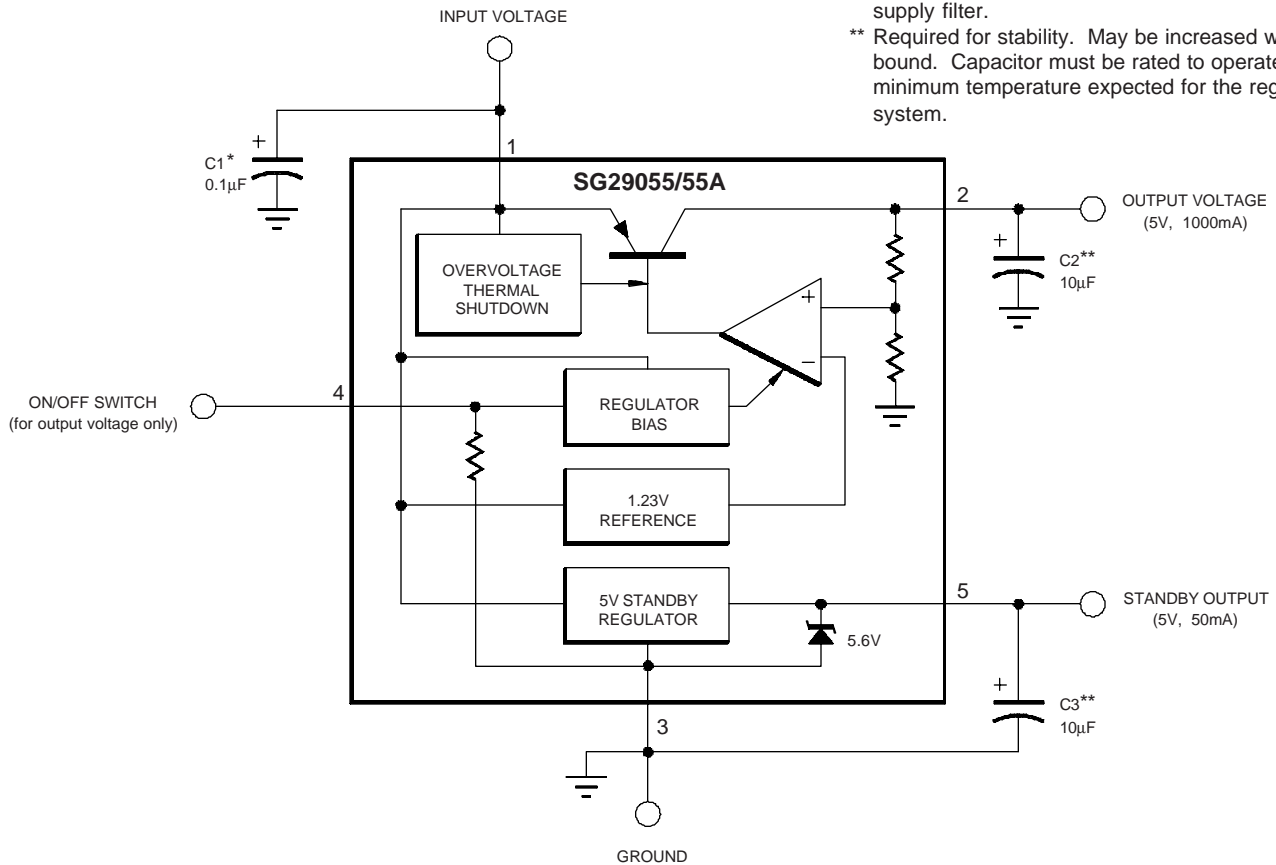 supply filter.
** Required for stability. May be increased w
bound. Capacitor must be rated to operate
minimum temperature expected for the reg
system.
INPUT VOLTAGE
C1*
0.1µF
+
1
SG29055/55A
2
OUTPUT VOLTAGE
(5V, 1000mA)
+
C2**
10µF
OVERVOLTAGE
THERMAL
SHUTDOWN
+
−
4
ON/OFF SWITCH
(for output voltage only)
REGULATOR
BIAS
1.23V
REFERENCE
5V STANDBY
REGULATOR
5.6V
5
STANDBY OUTPUT
(5V, 50mA)
+
C3**
10µF
3
GROUND